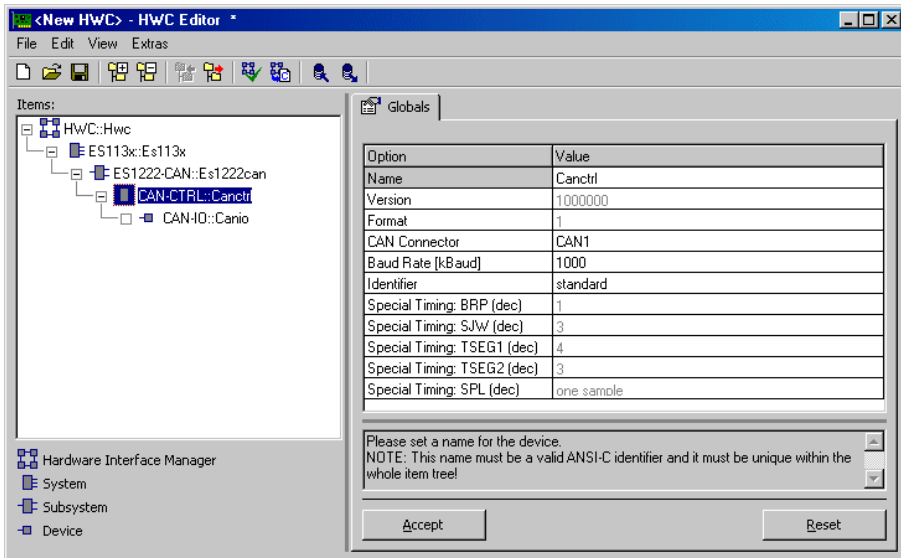 <New HWC> - HWC Editor *
File Edit View Extras
Items:
HWC::Hwc
ES113x::Es113x
ES1222-CAN::Es1222can
CAN-CTRL::Canctrl
CAN-IO::Canio
Hardware Interface Manager
System
Subsystem
Device
Globals
Option Value
Name Canctrl
Version 1000000
Format 1
CAN Connector CAN1
Baud Rate [kBaud] 1000
Identifier standard
Special Timing: BRP (dec) 1
Special Timing: SJW (dec) 3
Special Timing: TSEG1 (dec) 4
Special Timing: TSEG2 (dec) 3
Special Timing: SPL (dec) one sample
Please set a name for the device.
NOTE: This name must be a valid ANSI-C identifier and it must be unique within the
whole item tree!
Accept Reset